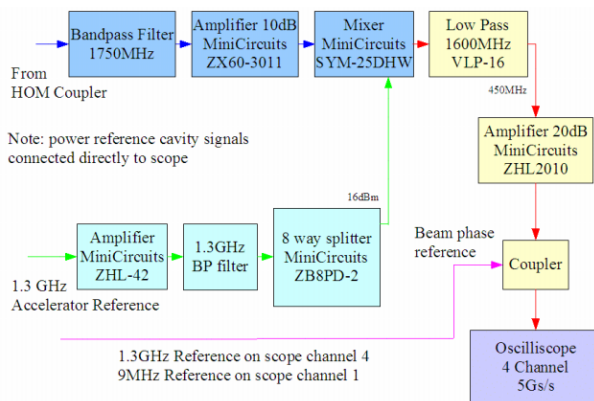 Bandpass Filter
1750MHz
Amplifier 10dB
MiniCircuits
ZX60-3011
Mixer
MiniCircuits
SYM-25DHW
Low Pass
1600MHz
VLP-16
From
HOM Coupler
450MHz
Note: power reference cavity signals
connected directly to scope
Amplifier 20dB
MiniCircuits
ZHL2010
16dBm
Amplifier
MiniCircuits
ZHL-42
1.3GHz
BP filter
8 way splitter
MiniCircuits
ZB8PD-2
Beam phase
reference
Coupler
1.3 GHz
Accelerator Reference
1.3GHz Reference on scope channel 4
9MHz Reference on scope channel 1
Oscilliscope
4 Channel
5Gs/s